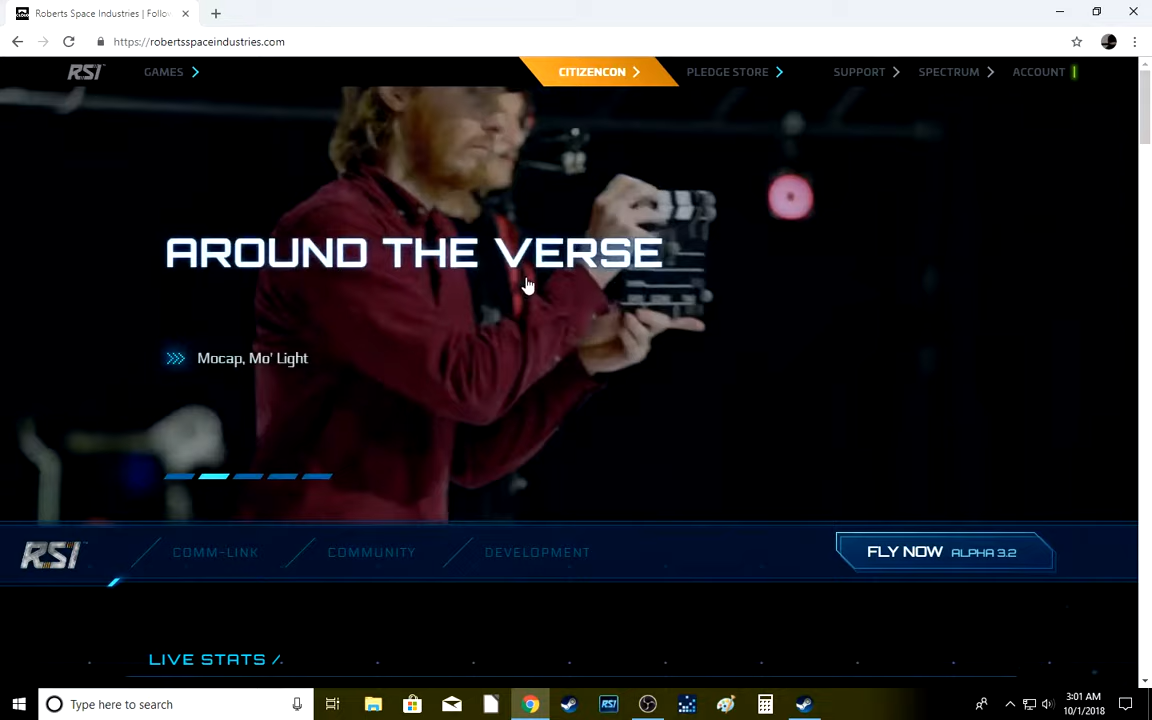 Roberts Space Industries | Follo
https://robertsspaceindustries.com
RSI
GAMES
CITIZENCON
PLEDGE STORE
SUPPORT
SPECTRUM
ACCOUNT
AROUND THE VERSE
Mocap, Mo' Light
RSI
COMM-LINK
COMMUNITY
DEVELOPMENT
FLY NOW ALPHA 3.2
LIVE STATS /.
Type here to search
RSI
3:01 AM
10/1/2018